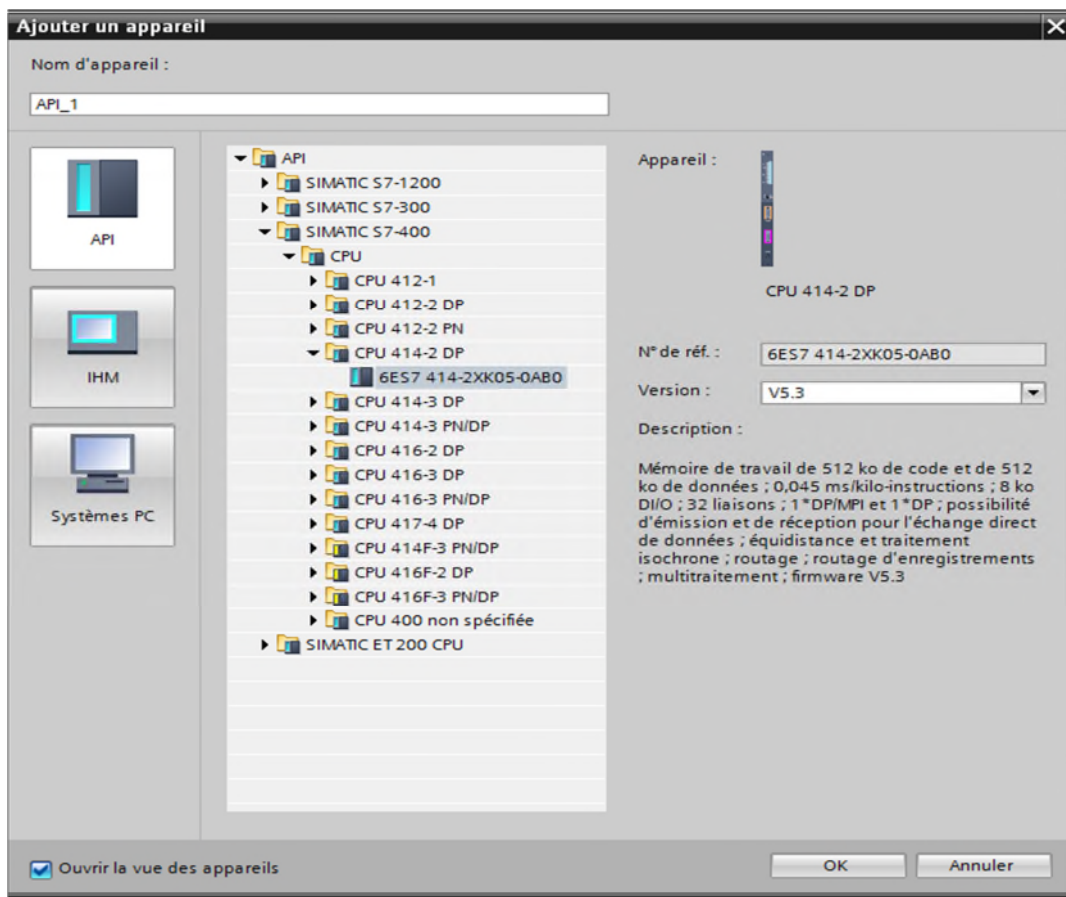 Ajouter un appareil
Nom d'appareil :
API_1
API
IHM
Systèmes PC
API
SIMATIC S7-1200
SIMATIC S7-300
SIMATIC S7-400
CPU
CPU 412-1
CPU 412-2 DP
CPU 412-2 PN
CPU 414-2 DP
6ES7 414-2XK05-0AB0
CPU 414-3 DP
CPU 414-3 PN/DP
CPU 416-2 DP
CPU 416-3 DP
CPU 416-3 PN/DP
CPU 417-4 DP
CPU 414F-3 PN/DP
CPU 416F-2 DP
CPU 416F-3 PN/DP
CPU 400 non spécifiée
SIMATIC ET 200 CPU
Appareil :
CPU 414-2 DP
N° de réf. :
6ES7 414-2XK05-0AB0
Version :
V5.3
Description :
Mémoire de travail de 512 ko de code et de 512
ko de données ; 0,045 ms/kilo-instructions ; 8 ko
DI/O ; 32 liaisons ; 1*DP/MPI et 1*DP ; possibilité
d'émission et de réception pour l'échange direct
de données ; équidistance et traitement
isochrone ; routage ; routage d'enregistrements
; multitraitement ; firmware V5.3
Ouvrir la vue des appareils
OK
Annuler